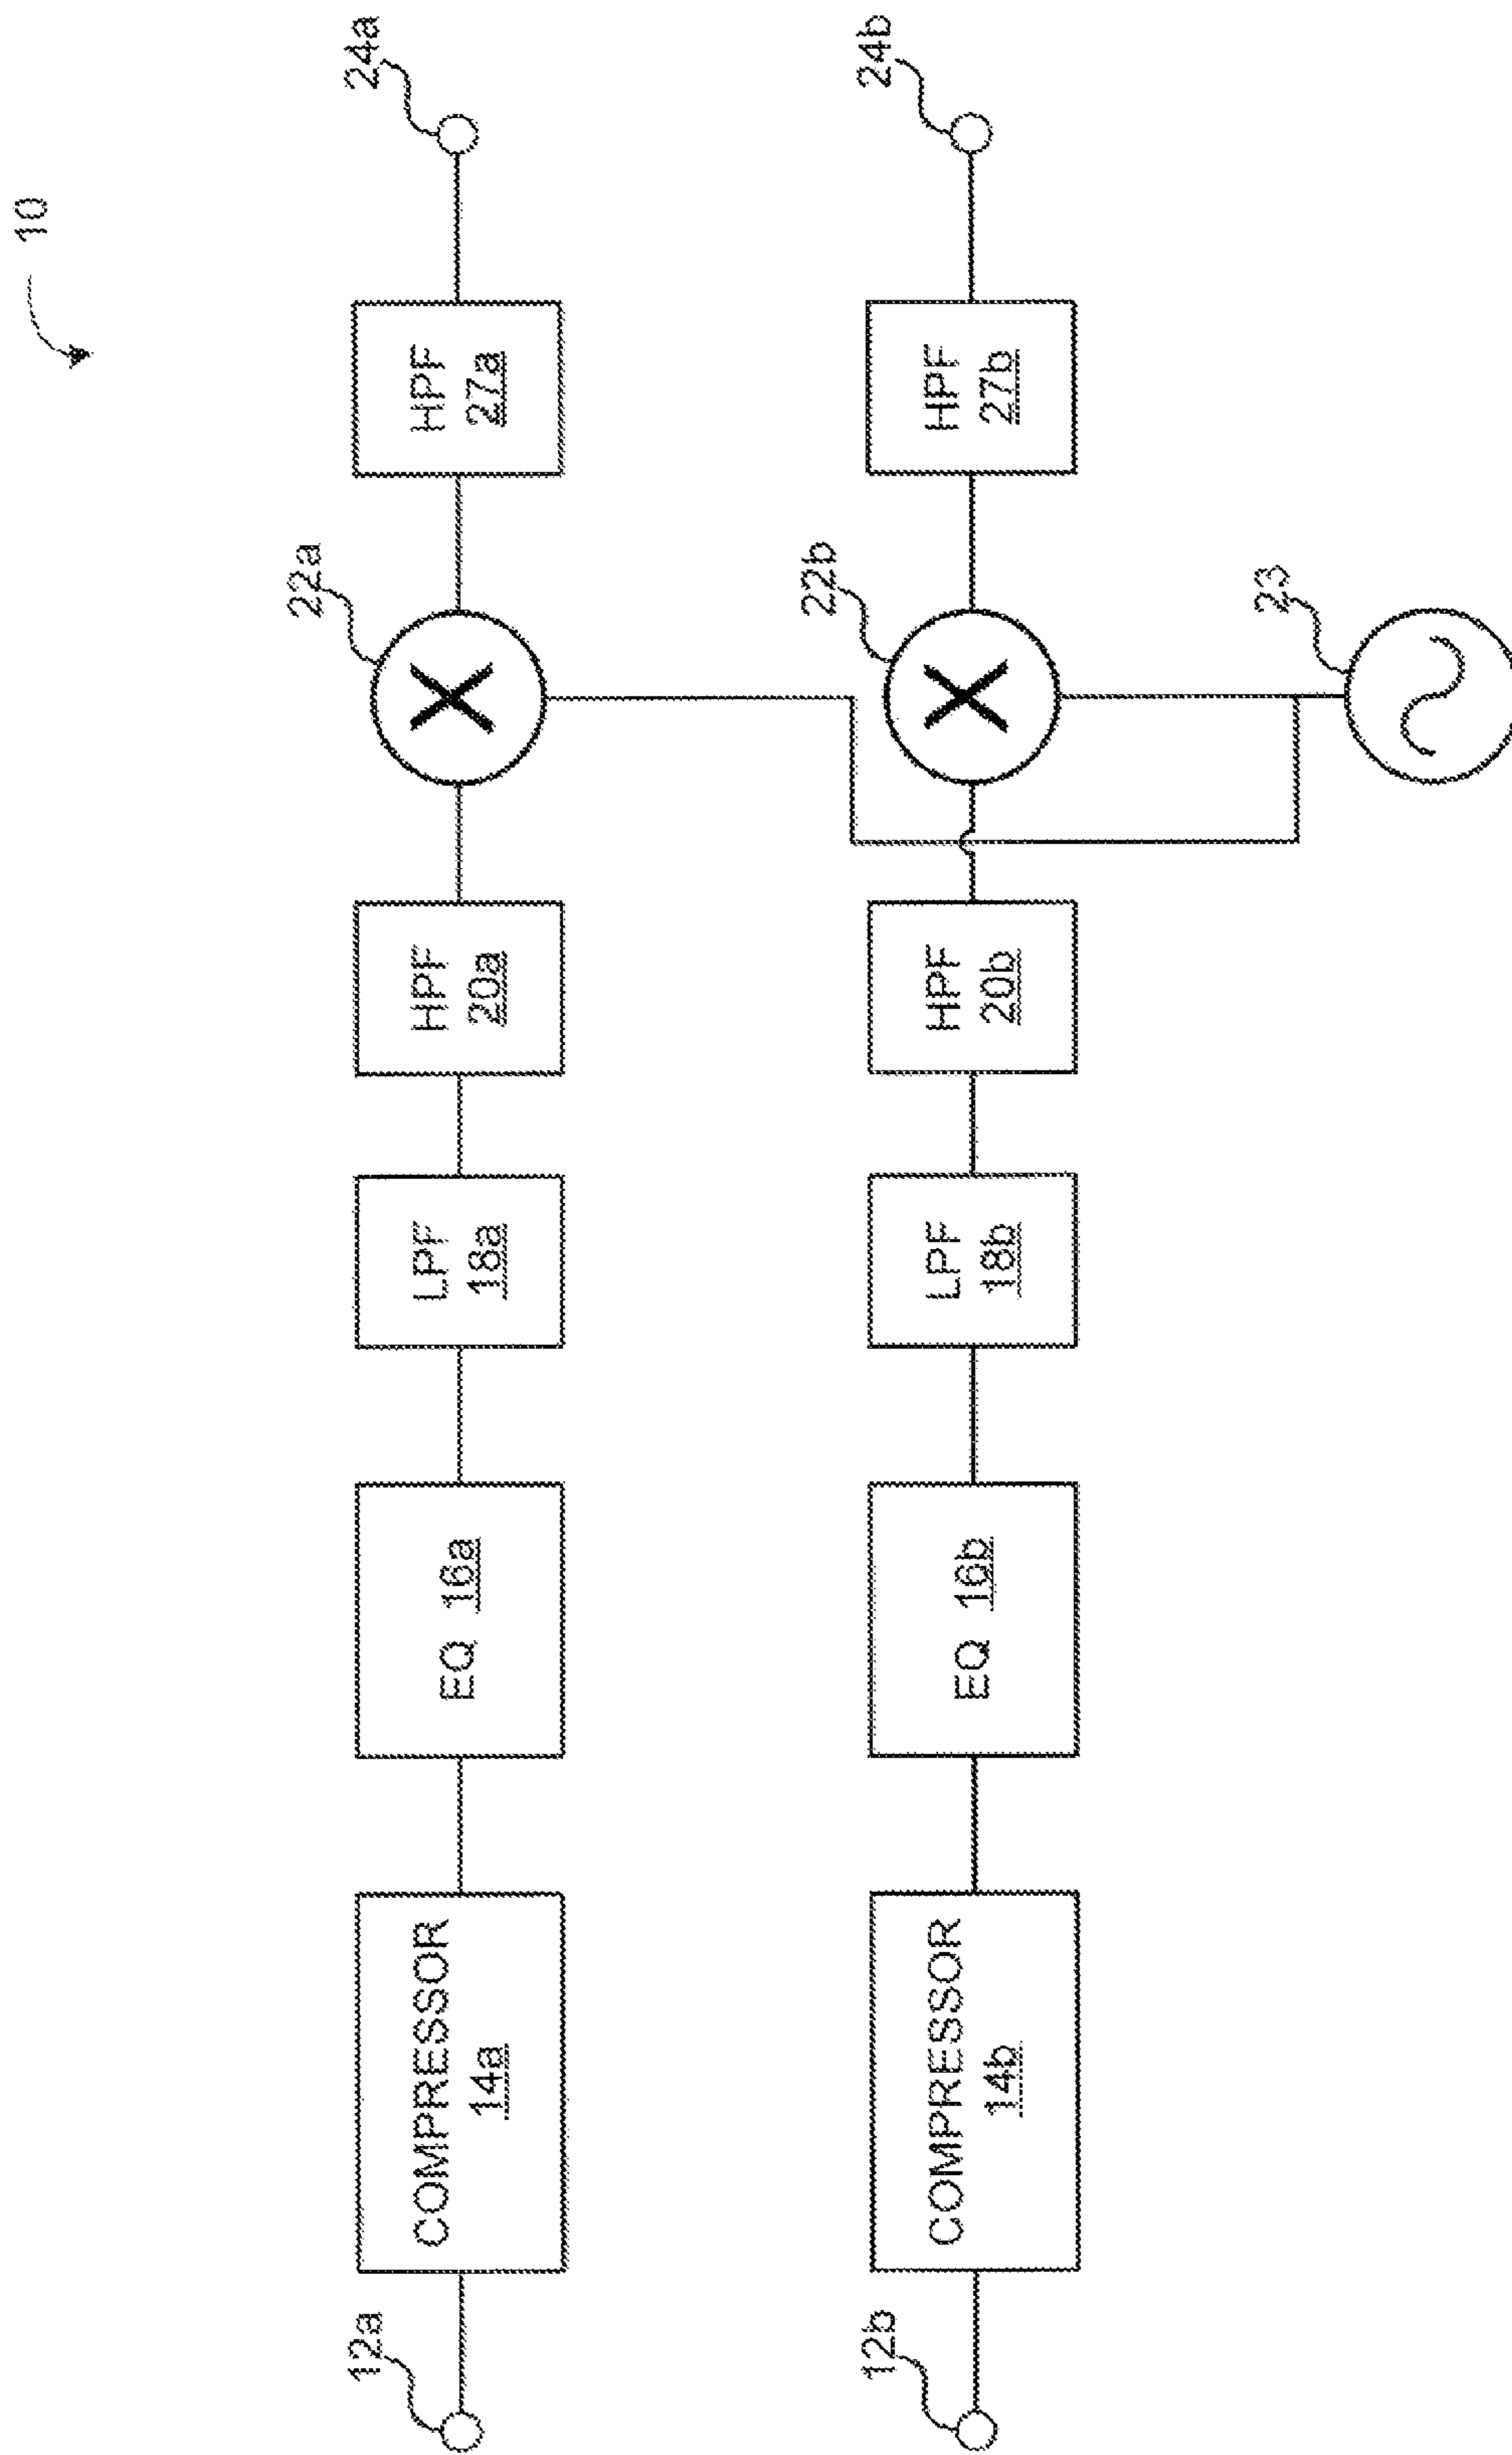 10
12a
COMPRESSOR
14a
EQ 16a
LPF
18a
HPF
20a
22a
HPF
27a
24a
12b
COMPRESSOR
14b
EQ 16b
LPF
18b
HPF
20b
22b
HPF
27b
24b
23